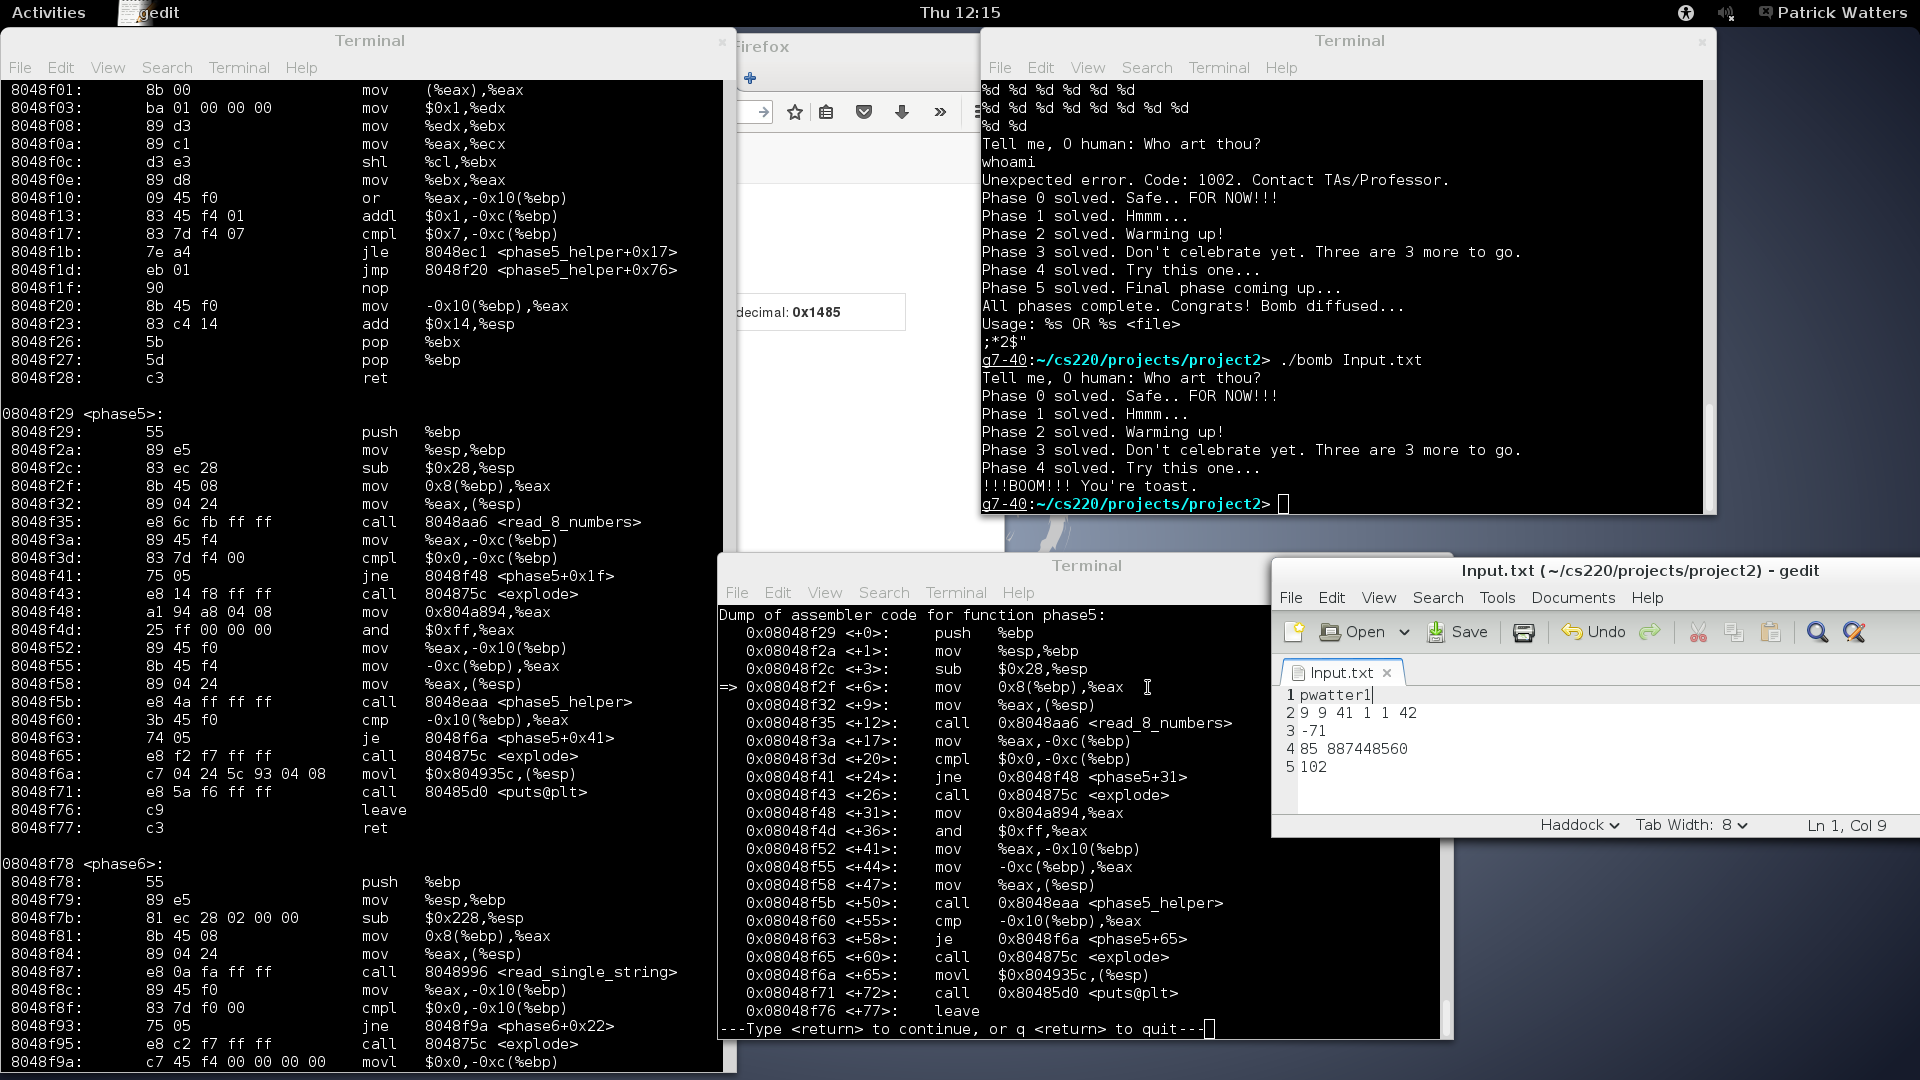 Activities gedit Thu 12:15 Patrick Watters
Terminal
File Edit View Search Terminal Help
8048f01: 8b 00 mov (%eax),%eax
8048f03: ba 01 00 00 00 mov $0x1,%edx
8048f08: 89 d3 mov %edx,%ebx
8048f0a: 89 c1 mov %eax,%ecx
8048f0c: d3 e3 shl %cl,%ebx
8048f0e: 89 d8 mov %ebx,%eax
8048f10: 09 45 f0 or %eax,-0x10(%ebp)
8048f13: 83 45 f4 01 addl $0x1,-0xc(%ebp)
8048f17: 83 7d f4 07 cmpl $0x7,-0xc(%ebp)
8048f1b: 7e a4 jle 8048ec1 <phase5_helper+0x17>
8048f1d: eb 01 jmp 8048f20 <phase5_helper+0x76>
8048f1f: 90 nop
8048f20: 8b 45 f0 mov -0x10(%ebp),%eax
8048f23: 83 c4 14 add $0x14,%esp
8048f26: 5b pop %ebx
8048f27: 5d pop %ebp
8048f28: c3 ret
08048f29 <phase5>:
8048f29: 55 push %ebp
8048f2a: 89 e5 mov %esp,%ebp
8048f2c: 83 ec 28 sub $0x28,%esp
8048f2f: 8b 45 08 mov 0x8(%ebp),%eax
8048f32: 89 04 24 mov %eax,(%esp)
8048f35: e8 6c fb ff ff call 8048aa6 <read_8_numbers>
8048f3a: 89 45 f4 mov %eax,-0xc(%ebp)
8048f3d: 83 7d f4 00 cmpl $0x0,-0xc(%ebp)
8048f41: 75 05 jne 8048f48 <phase5+0x1f>
8048f43: e8 14 f8 ff ff call 804875c <explode>
8048f48: a1 94 a8 04 08 mov 0x804a894,%eax
8048f4d: 25 ff 00 00 00 and $0xff,%eax
8048f52: 89 45 f0 mov %eax,-0x10(%ebp)
8048f55: 8b 45 f4 mov -0xc(%ebp),%eax
8048f58: 89 04 24 mov %eax,(%esp)
8048f5b: e8 4a ff ff ff call 8048eaa <phase5_helper>
8048f60: 3b 45 f0 cmp -0x10(%ebp),%eax
8048f63: 74 05 je 8048f6a <phase5+0x41>
8048f65: e8 f2 f7 ff ff call 804875c <explode>
8048f6a: c7 04 24 5c 93 04 08 movl $0x804935c,(%esp)
8048f71: e8 5a f6 ff ff call 80485d0 <puts@plt>
8048f76: c9 leave
8048f77: c3 ret
08048f78 <phase6>:
8048f78: 55 push %ebp
8048f79: 89 e5 mov %esp,%ebp
8048f7b: 81 ec 28 02 00 00 sub $0x228,%esp
8048f81: 8b 45 08 mov 0x8(%ebp),%eax
8048f84: 89 04 24 mov %eax,(%esp)
8048f87: e8 0a fa ff ff call 8048996 <read_single_string>
8048f8c: 89 45 f0 mov %eax,-0x10(%ebp)
8048f8f: 83 7d f0 00 cmpl $0x0,-0x10(%ebp)
8048f93: 75 05 jne 8048f9a <phase6+0x22>
8048f95: e8 c2 f7 ff ff call 804875c <explode>
8048f9a: c7 45 f4 00 00 00 00 movl $0x0,-0xc(%ebp)
Firefox
decimal: 0x1485
Terminal
File Edit View Search Terminal Help
%d %d %d %d %d %d
%d %d %d %d %d %d %d %d
%d %d
Tell me, O human: Who art thou?
whoami
Unexpected error. Code: 1002. Contact TAs/Professor.
Phase 0 solved. Safe.. FOR NOW!!!
Phase 1 solved. Hmmm...
Phase 2 solved. Warming up!
Phase 3 solved. Don't celebrate yet. Three are 3 more to go.
Phase 4 solved. Try this one...
Phase 5 solved. Final phase coming up...
All phases complete. Congrats! Bomb diffused...
Usage: %s OR %s <file>
;*2$"
g7-40:~/cs220/projects/project2> ./bomb Input.txt
Tell me, O human: Who art thou?
Phase 0 solved. Safe.. FOR NOW!!!
Phase 1 solved. Hmmm...
Phase 2 solved. Warming up!
Phase 3 solved. Don't celebrate yet. Three are 3 more to go.
Phase 4 solved. Try this one...
!!!BOOM!!! You're toast.
g7-40:~/cs220/projects/project2>
Terminal
File Edit View Search Terminal Help
Dump of assembler code for function phase5:
0x08048f29 <+0>: push %ebp
0x08048f2a <+1>: mov %esp,%ebp
0x08048f2c <+3>: sub $0x28,%esp
=> 0x08048f2f <+6>: mov 0x8(%ebp),%eax
0x08048f32 <+9>: mov %eax,(%esp)
0x08048f35 <+12>: call 0x8048aa6 <read_8_numbers>
0x08048f3a <+17>: mov %eax,-0xc(%ebp)
0x08048f3d <+20>: cmpl $0x0,-0xc(%ebp)
0x08048f41 <+24>: jne 0x8048f48 <phase5+31>
0x08048f43 <+26>: call 0x804875c <explode>
0x08048f48 <+31>: mov 0x804a894,%eax
0x08048f4d <+36>: and $0xff,%eax
0x08048f52 <+41>: mov %eax,-0x10(%ebp)
0x08048f55 <+44>: mov -0xc(%ebp),%eax
0x08048f58 <+47>: mov %eax,(%esp)
0x08048f5b <+50>: call 0x8048eaa <phase5_helper>
0x08048f60 <+55>: cmp -0x10(%ebp),%eax
0x08048f63 <+58>: je 0x8048f6a <phase5+65>
0x08048f65 <+60>: call 0x804875c <explode>
0x08048f6a <+65>: movl $0x804935c,(%esp)
0x08048f71 <+72>: call 0x80485d0 <puts@plt>
0x08048f76 <+77>: leave
---Type <return> to continue, or q <return> to quit---
Input.txt (~/cs220/projects/project2) - gedit
File Edit View Search Tools Documents Help
Open Save Undo
Input.txt
1 pwatter1
2 9 9 41 1 1 42
3 -71
4 85 887448560
5 102
Haddock Tab Width: 8 Ln 1, Col 9